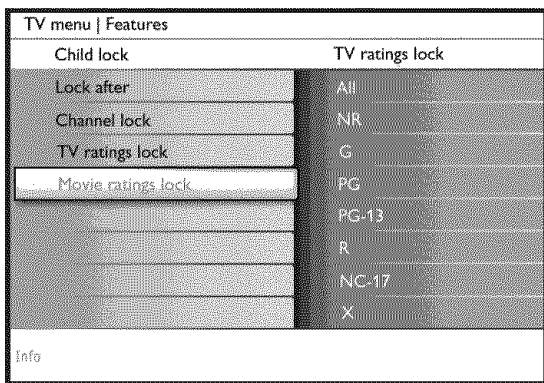 TV menu | Features
Child lock
TV ratings lock
Lock after
All
Channel lock
NR
TV ratings lock
G
Movie ratings lock
PG
PG-13
R
NC-17
X
Info